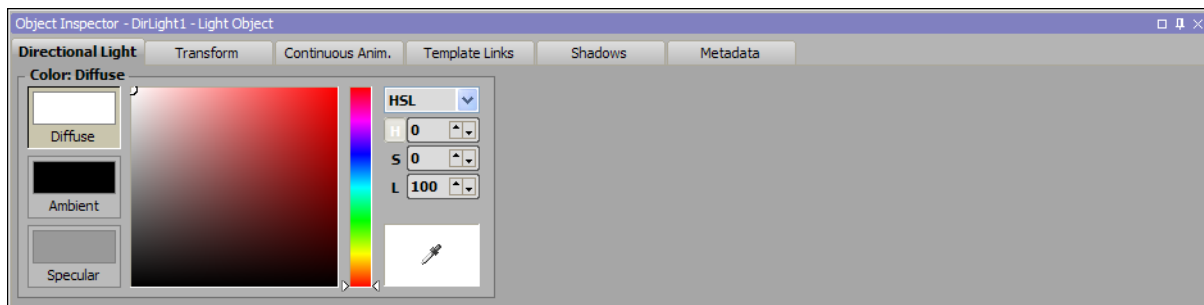 Object Inspector - DirLight1 - Light Object
Directional Light Transform Continuous Anim. Template Links Shadows Metadata
Color: Diffuse
Diffuse
Ambient
Specular
HSL
H 0
S 0
L 100